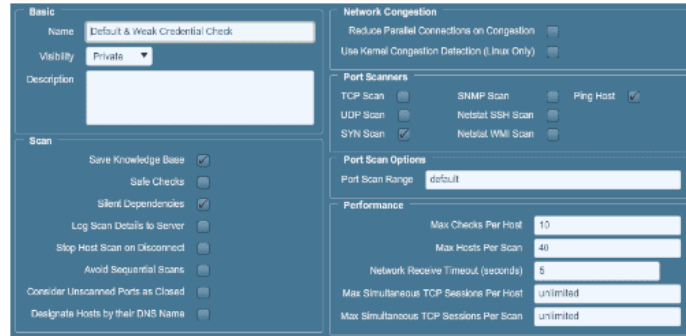 Basic
Name Default & Weak Credential Check
Visibility Private
Description
Scan
Save Knowledge Base
Safe Checks
Silent Dependencies
Log Scan Details to Server
Stop Host Scan on Disconnect
Avoid Sequential Scans
Consider Unscanned Ports as Closed
Designate Hosts by their DNS Name
Network Congestion
Reduce Parallel Connections on Congestion
Use Kernel Congestion Detection (Linux Only)
Port Scanners
TCP Scan SNMP Scan Ping Host
UDP Scan Netstat SSH Scan
SYN Scan Netstat WMI Scan
Port Scan Options
Port Scan Range default
Performance
Max Checks Per Host 10
Max Hosts Per Scan 40
Network Receive Timeout (seconds) 5
Max Simultaneous TCP Sessions Per Host unlimited
Max Simultaneous TCP Sessions Per Scan unlimited